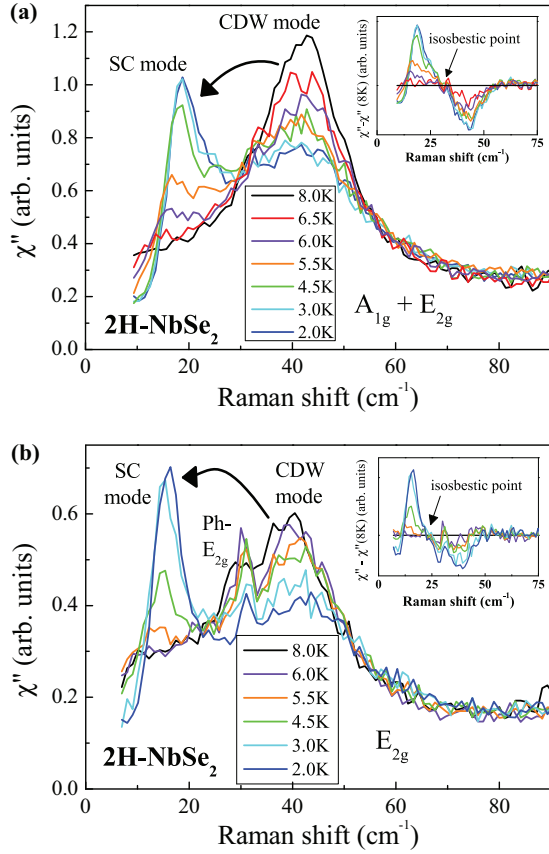 (a)
CDW mode
SC mode
isosbestic point
χ''-χ'' (8K) (arb. units)
0 25 50 75
Raman shift (cm⁻¹)
1.2
1.0
0.8
0.6
0.4
0.2
0.0
χ'' (arb. units)
8.0K
6.5K
6.0K
5.5K
4.5K
3.0K
2.0K
2H-NbSe₂
A₁g + E₂g
0 20 40 60 80
Raman shift (cm⁻¹)
(b)
SC
mode
CDW
mode
Ph-
E₂g
isosbestic point
χ'' - χ''(8K) (arb. units)
0 25 50 75
Raman shift (cm⁻¹)
0.6
0.4
0.2
0.0
χ'' (arb. units)
8.0K
6.0K
5.5K
4.5K
3.0K
2.0K
2H-NbSe₂
E₂g
0 20 40 60 80
Raman shift (cm⁻¹)